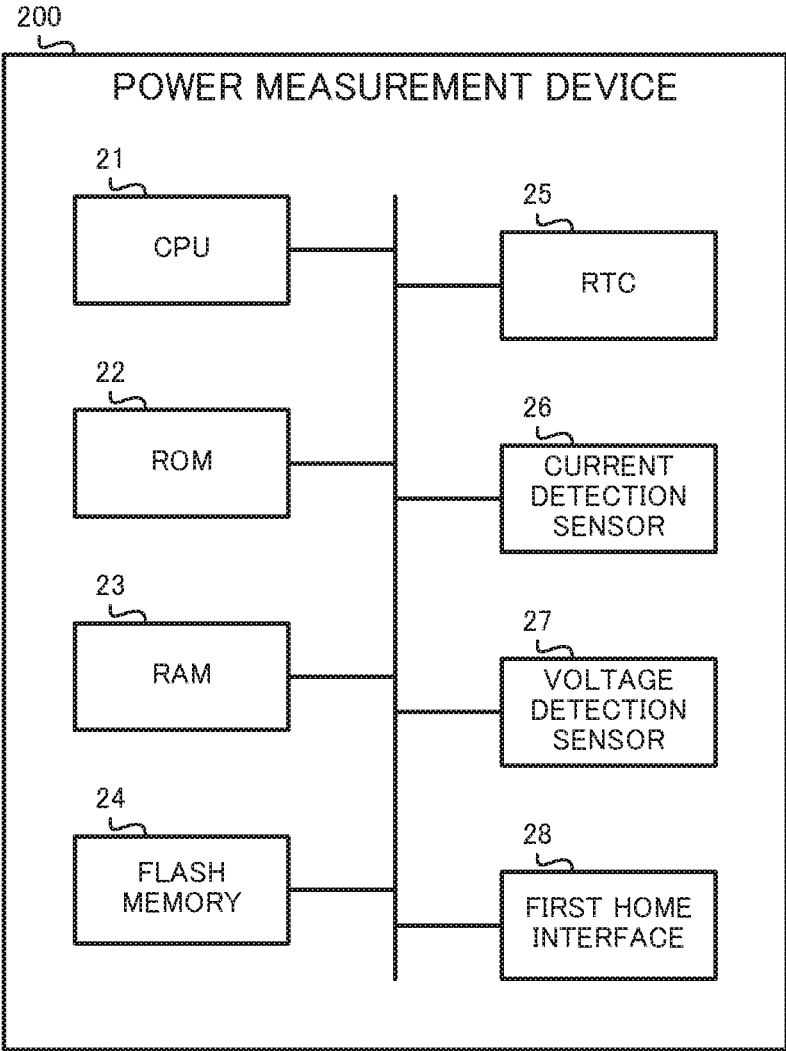 200
POWER MEASUREMENT DEVICE
21
CPU
22
ROM
23
RAM
24
FLASH
MEMORY
25
RTC
26
CURRENT
DETECTION
SENSOR
27
VOLTAGE
DETECTION
SENSOR
28
FIRST HOME
INTERFACE